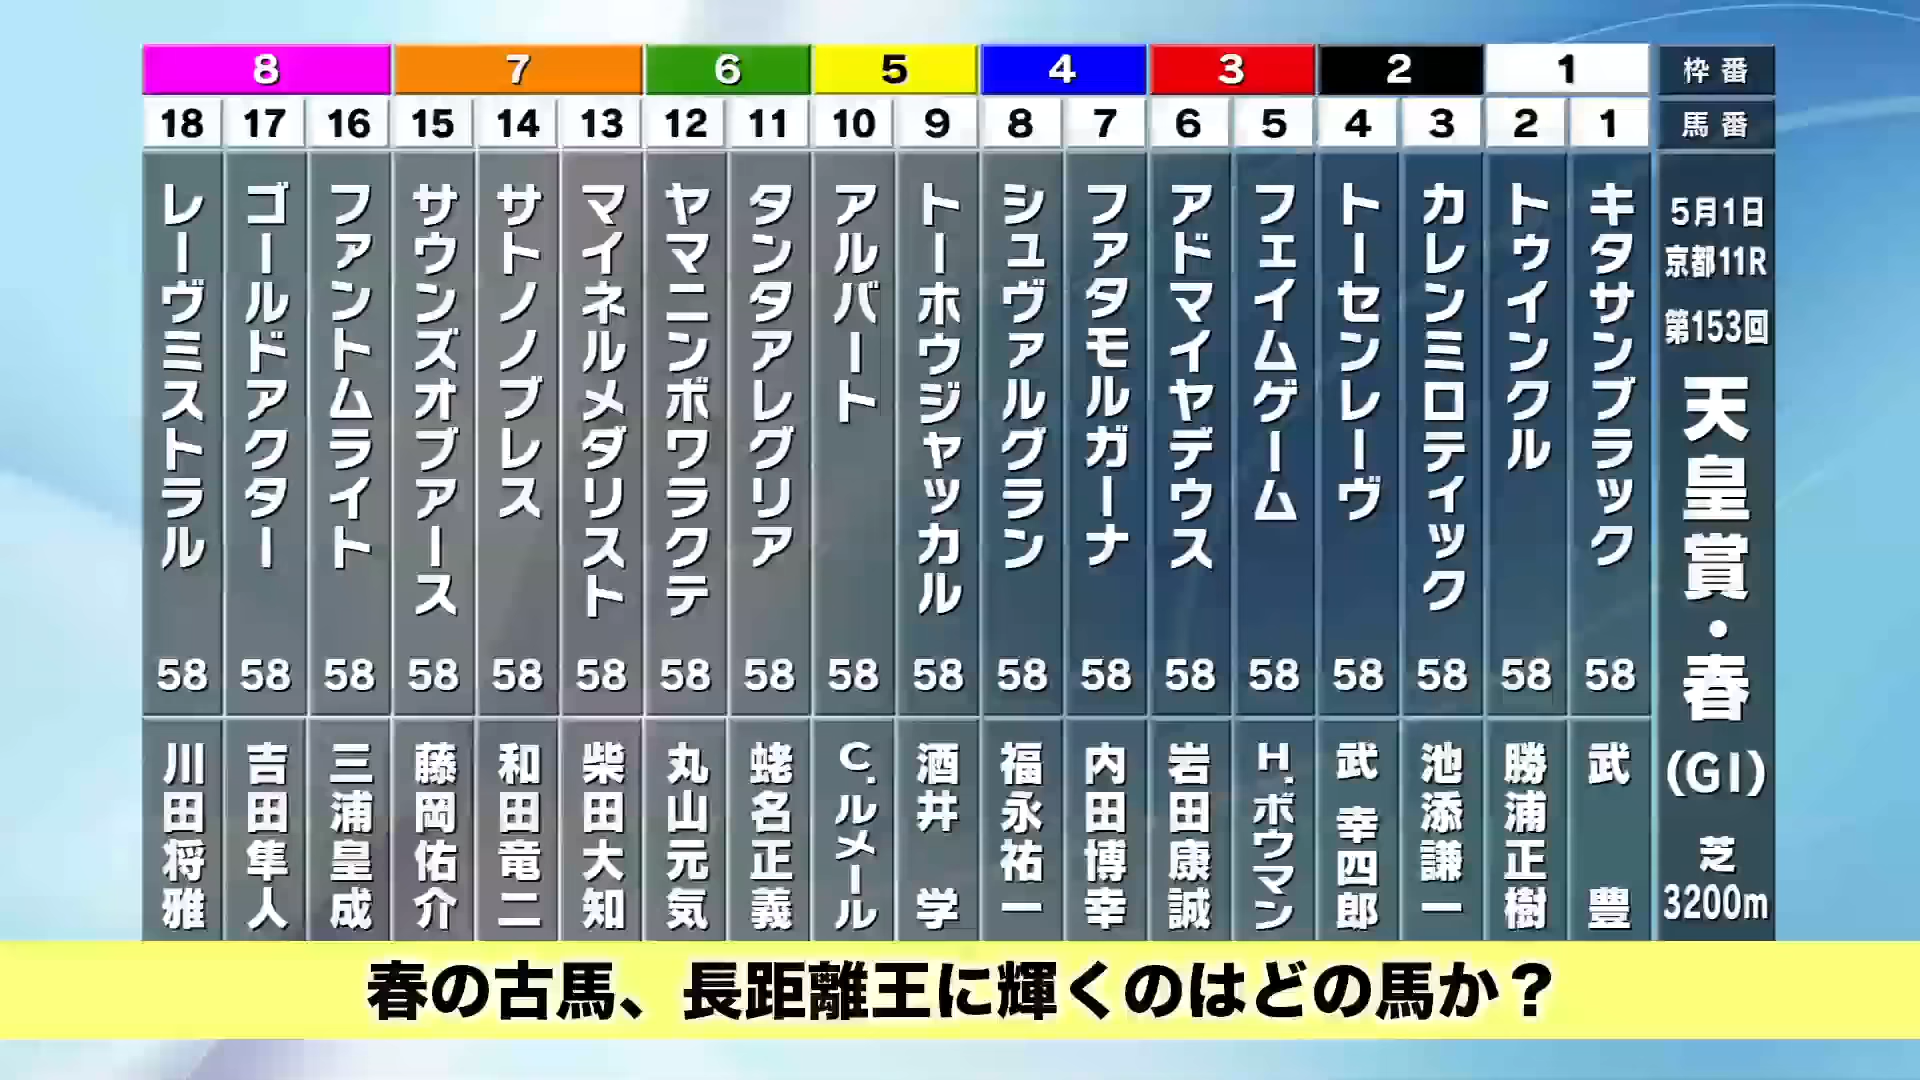 枠番
馬番
5月1日
京都11R
第153回
天皇賞・春
(GI)
芝
3200m
1
1
キタサンブラック
58
武 豊
2
トゥインクル
58
勝浦正樹
2
3
カレンミロティック
58
池添謙一
4
トーセンレーヴ
58
武 幸四郎
3
5
フェイムゲーム
58
H.ボウマン
6
アドマイヤデウス
58
岩田康誠
4
7
ファタモルガーナ
58
内田博幸
8
シュヴァルグラン
58
福永祐一
5
9
トーホウジャッカル
58
酒井 学
10
アルバート
58
C.ルメール
6
11
タンタアレグリア
58
蛯名正義
12
ヤマニンボワラクテ
58
丸山元気
7
13
マイネルメダリスト
58
柴田大知
14
サトノノブレス
58
和田竜二
15
サウンズオブアース
58
藤岡佑介
8
16
ファントムライト
58
三浦皇成
17
ゴールドアクター
58
吉田隼人
18
レーヴミストラル
58
川田将雅
春の古馬、長距離王に輝くのはどの馬か？